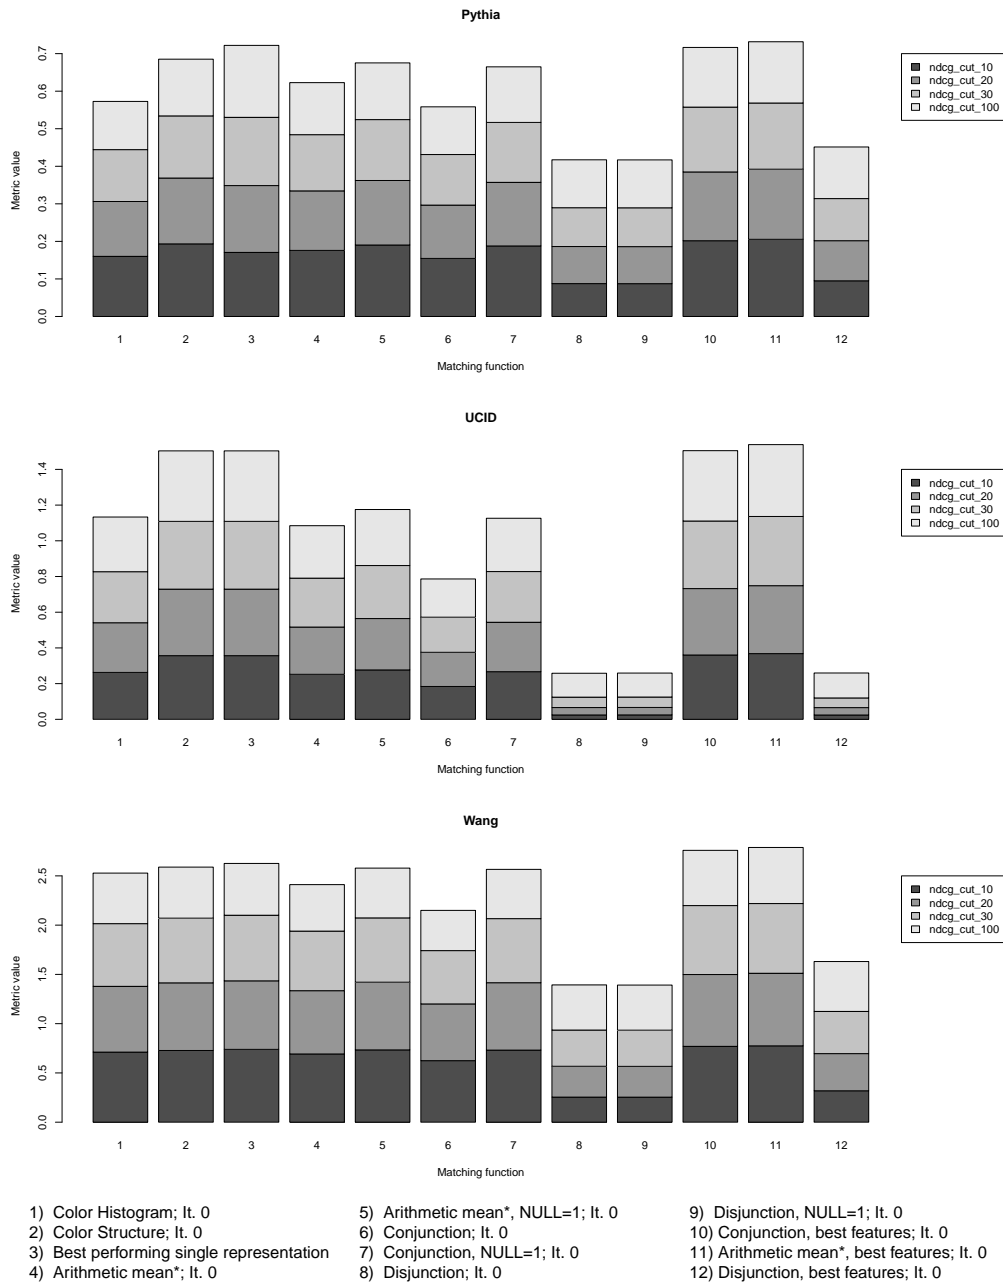 Pythia
Metric value
0.0 0.1 0.2 0.3 0.4 0.5 0.6 0.7
ndcg_cut_10
ndcg_cut_20
ndcg_cut_30
ndcg_cut_100
1 2 3 4 5 6 7 8 9 10 11 12
Matching function
UCID
Metric value
0.0 0.2 0.4 0.6 0.8 1.0 1.2 1.4
ndcg_cut_10
ndcg_cut_20
ndcg_cut_30
ndcg_cut_100
1 2 3 4 5 6 7 8 9 10 11 12
Matching function
Wang
Metric value
0.0 0.5 1.0 1.5 2.0 2.5
ndcg_cut_10
ndcg_cut_20
ndcg_cut_30
ndcg_cut_100
1 2 3 4 5 6 7 8 9 10 11 12
Matching function
1) Color Histogram; It. 0
2) Color Structure; It. 0
3) Best performing single representation
4) Arithmetic mean*; It. 0
5) Arithmetic mean*, NULL=1; It. 0
6) Conjunction; It. 0
7) Conjunction, NULL=1; It. 0
8) Disjunction; It. 0
9) Disjunction, NULL=1; It. 0
10) Conjunction, best features; It. 0
11) Arithmetic mean*, best features; It. 0
12) Disjunction, best features; It. 0